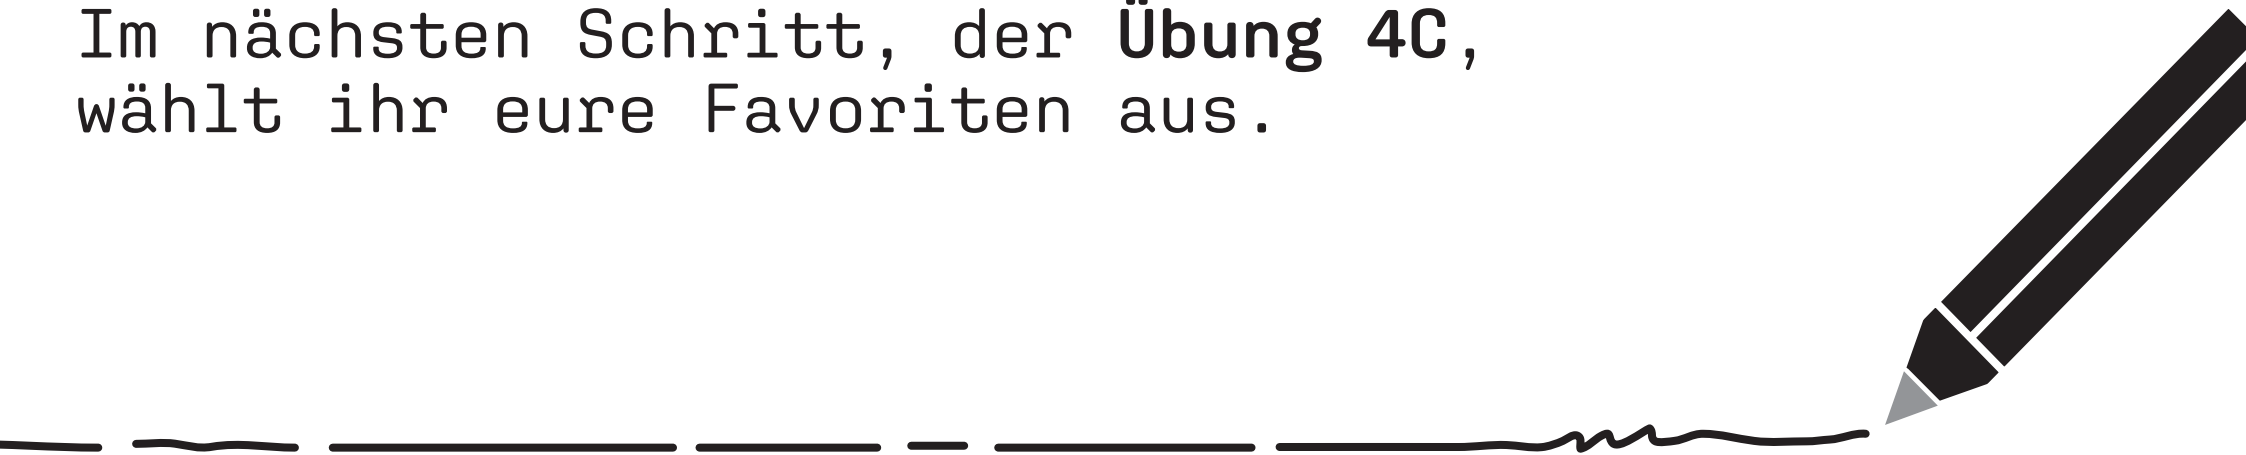 Im nächsten Schritt, der Übung 4C,
wählt ihr eure Favoriten aus.